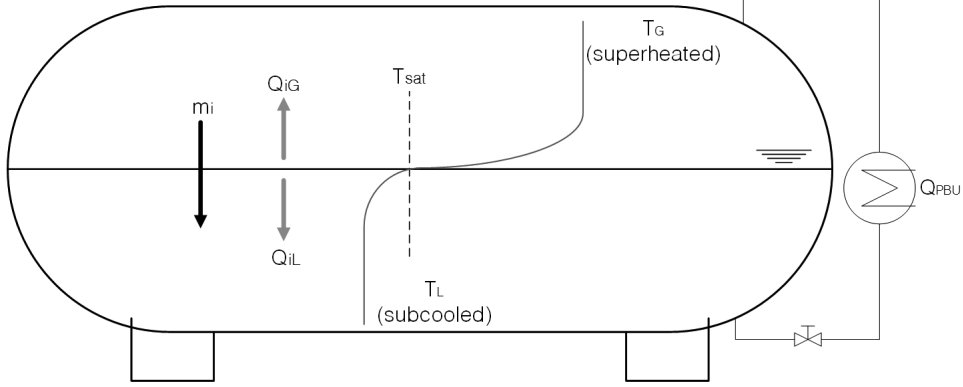 TG
(superheated)
Tsat
QiG
mi
QPBU
QiL
TL
(subcooled)